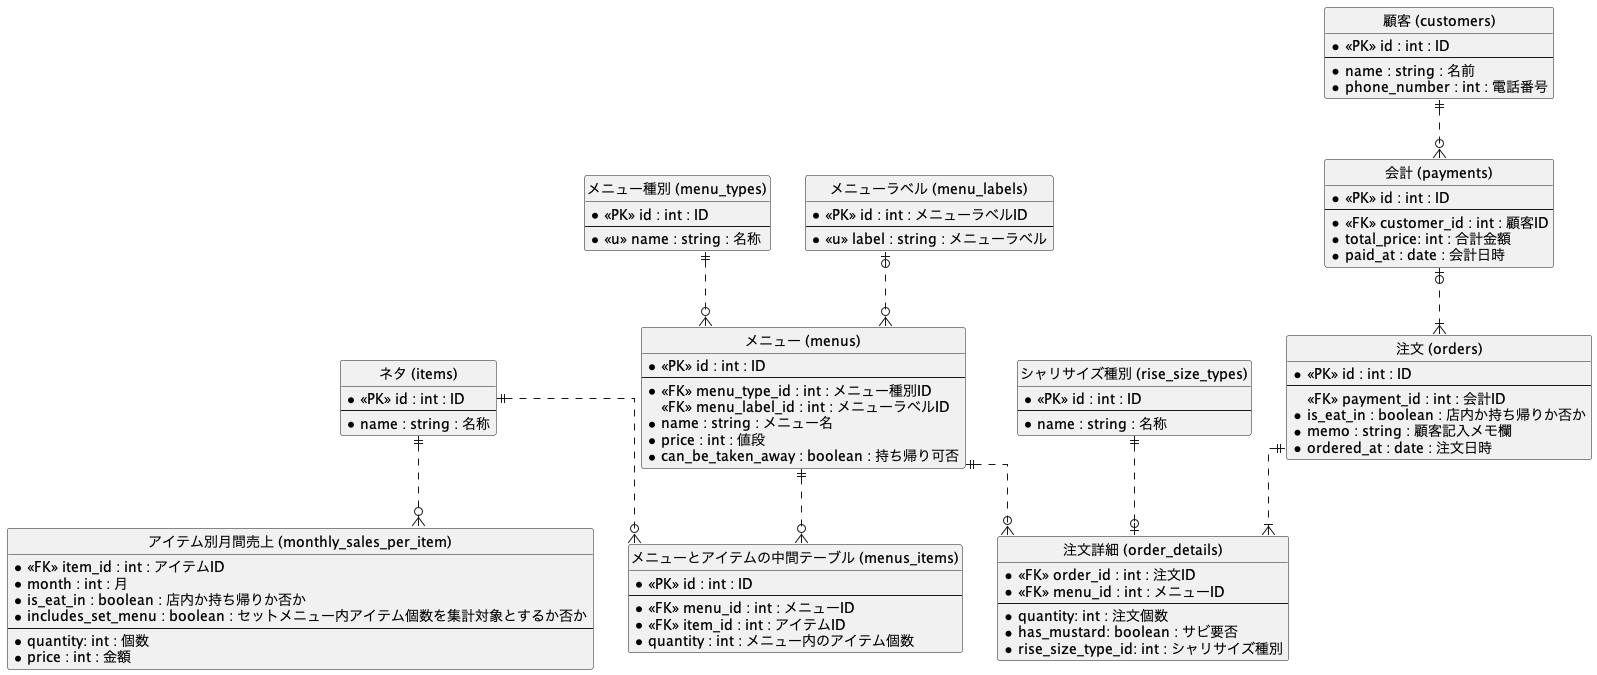 顧客 (customers)
«PK» id : int : ID
name : string : 名前
phone_number : int : 電話番号
会計 (payments)
«PK» id : int : ID
«FK» customer_id : int : 顧客ID
total_price: int : 合計金額
paid_at : date : 会計日時
メニュー種別 (menu_types)
«PK» id : int : ID
«u» name : string : 名称
メニューラベル (menu_labels)
«PK» id : int : メニューラベルID
«u» label : string : メニューラベル
メニュー (menus)
«PK» id : int : ID
«FK» menu_type_id : int : メニュー種別ID
«FK» menu_label_id : int : メニューラベルID
name : string : メニュー名
price : int : 値段
can_be_taken_away : boolean : 持ち帰り可否
ネタ (items)
«PK» id : int : ID
name : string : 名称
シャリサイズ種別 (rise_size_types)
«PK» id : int : ID
name : string : 名称
注文 (orders)
«PK» id : int : ID
«FK» payment_id : int : 会計ID
is_eat_in : boolean : 店内か持ち帰りか否か
memo : string : 顧客記入メモ欄
ordered_at : date : 注文日時
アイテム別月間売上 (monthly_sales_per_item)
«FK» item_id : int : アイテムID
month : int : 月
is_eat_in : boolean : 店内か持ち帰りか否か
includes_set_menu : boolean : セットメニュー内アイテム個数を集計対象とするか否か
quantity: int : 個数
price : int : 金額
メニューとアイテムの中間テーブル (menus_items)
«PK» id : int : ID
«FK» menu_id : int : メニューID
«FK» item_id : int : アイテムID
quantity : int : メニュー内のアイテム個数
注文詳細 (order_details)
«FK» order_id : int : 注文ID
«FK» menu_id : int : メニューID
quantity: int : 注文個数
has_mustard: boolean : サビ要否
rise_size_type_id: int : シャリサイズ種別